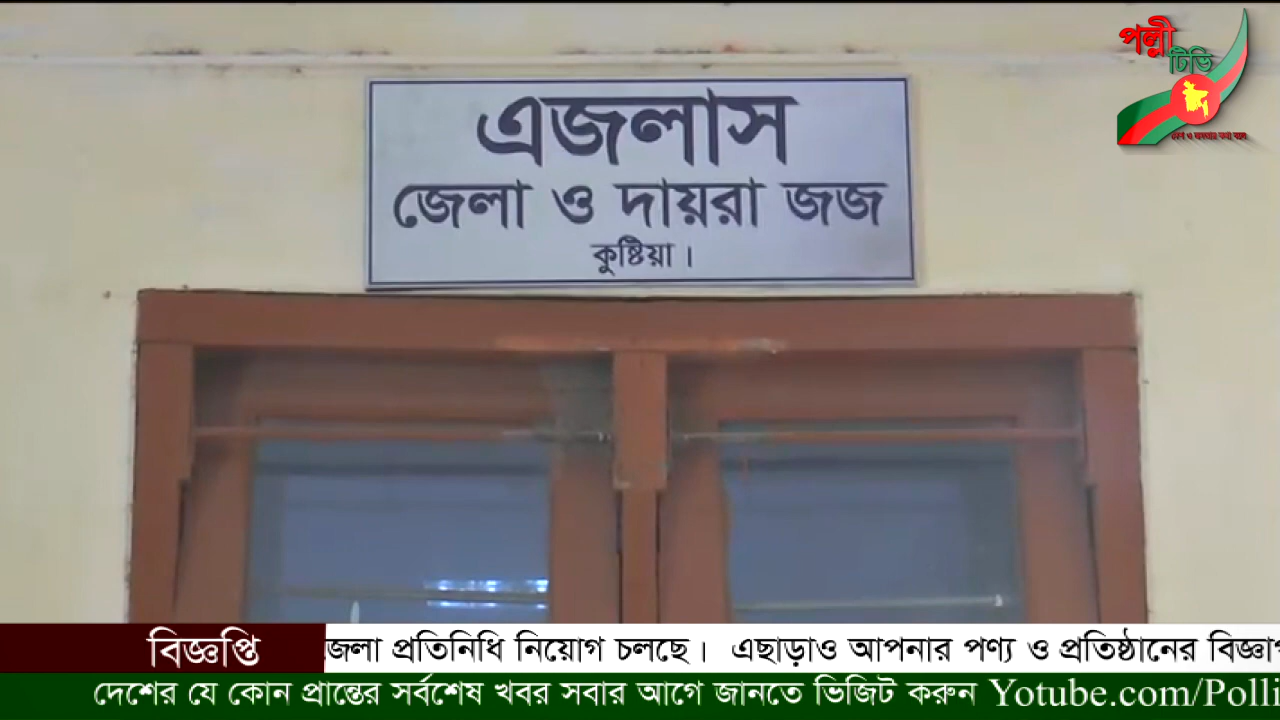 পল্লী
টিভি
এজলাস
জেলা ও দায়রা জজ
কুষ্টিয়া।
বিজ্ঞপ্তি
জেলা প্রতিনিধি নিয়োগ চলছে। এছাড়াও আপনার পণ্য ও প্রতিষ্ঠানের
দেশের যে কোন প্রান্তের সর্বশেষ খবর সবার আগে জানতে ভিজিট করুন Yotube.com/Polli